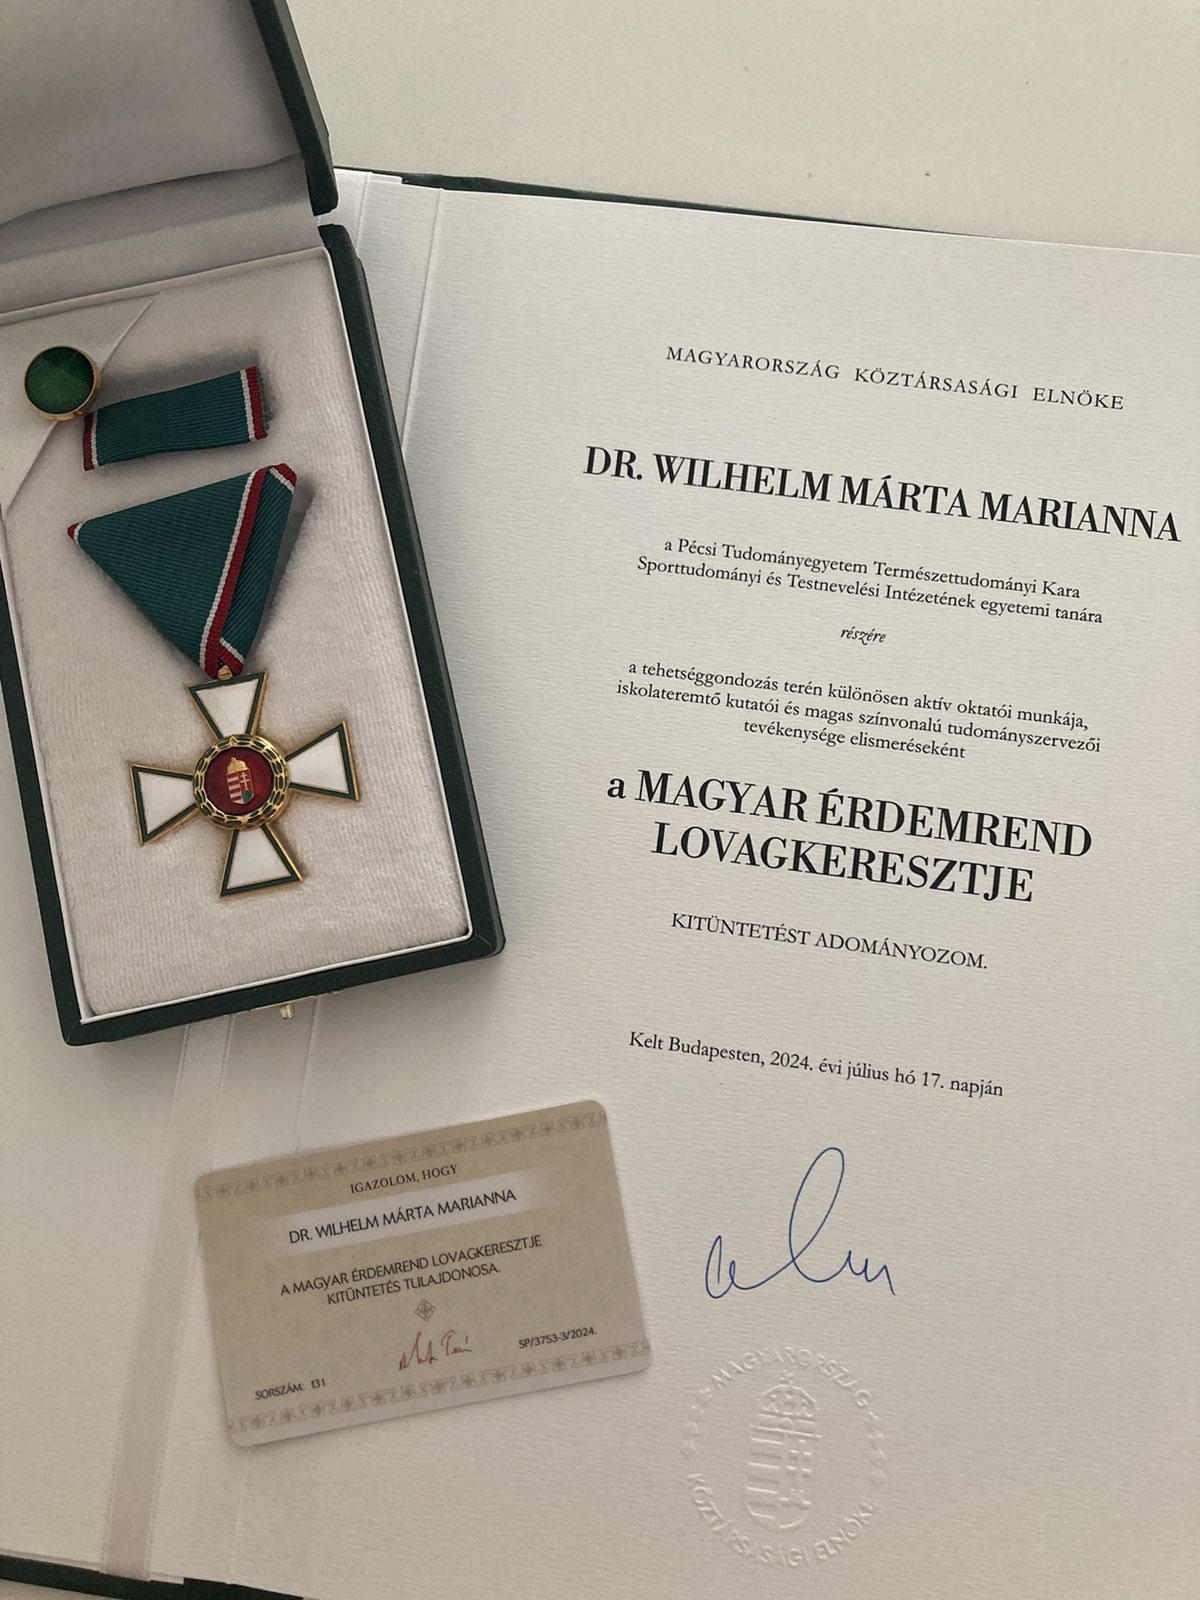 MAGYARORSZÁG KÖZTÁRSASÁGI ELNÖKE
DR. WILHELM MÁRTA MARIANNA
a Pécsi Tudományegyetem Természettudományi Kara
Sporttudományi és Testnevelési Intézetének egyetemi tanára
részére
a tehetséggondozás terén különösen aktív oktatói munkája,
iskolateremtő kutatói és magas színvonalú tudományszervezői
tevékenysége elismeréseként
a MAGYAR ÉRDEMREND
LOVAGKERESZTJE
KITÜNTETÉST ADOMÁNYOZOM.
Kelt Budapesten, 2024. évi július hó 17. napján
MAGYARORSZÁG
KÖZTÁRSASÁGI ELNÖKE
IGAZOLOM, HOGY
DR. WILHELM MÁRTA MARIANNA
A MAGYAR ÉRDEMREND LOVAGKERESZTJE
KITÜNTETÉS TULAJDONOSA.
SP/3753-3/2024.
SORSZÁM: 131.